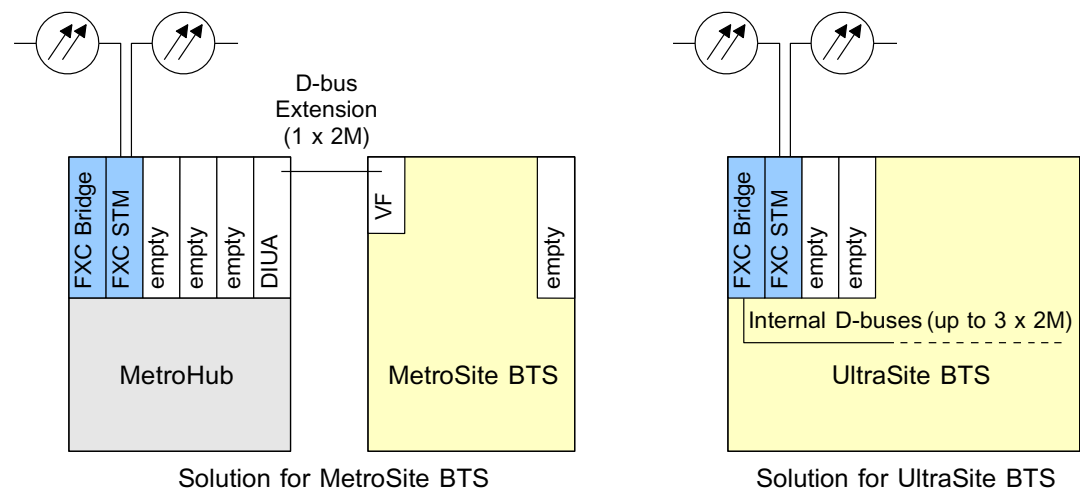 D-bus
Extension
(1 x 2M)
FXC Bridge
FXC STM
empty
empty
empty
DIUA
VF
empty
MetroHub
MetroSite BTS
Solution for MetroSite BTS
FXC Bridge
FXC STM
empty
empty
Internal D-buses (up to 3 x 2M)
UltraSite BTS
Solution for UltraSite BTS